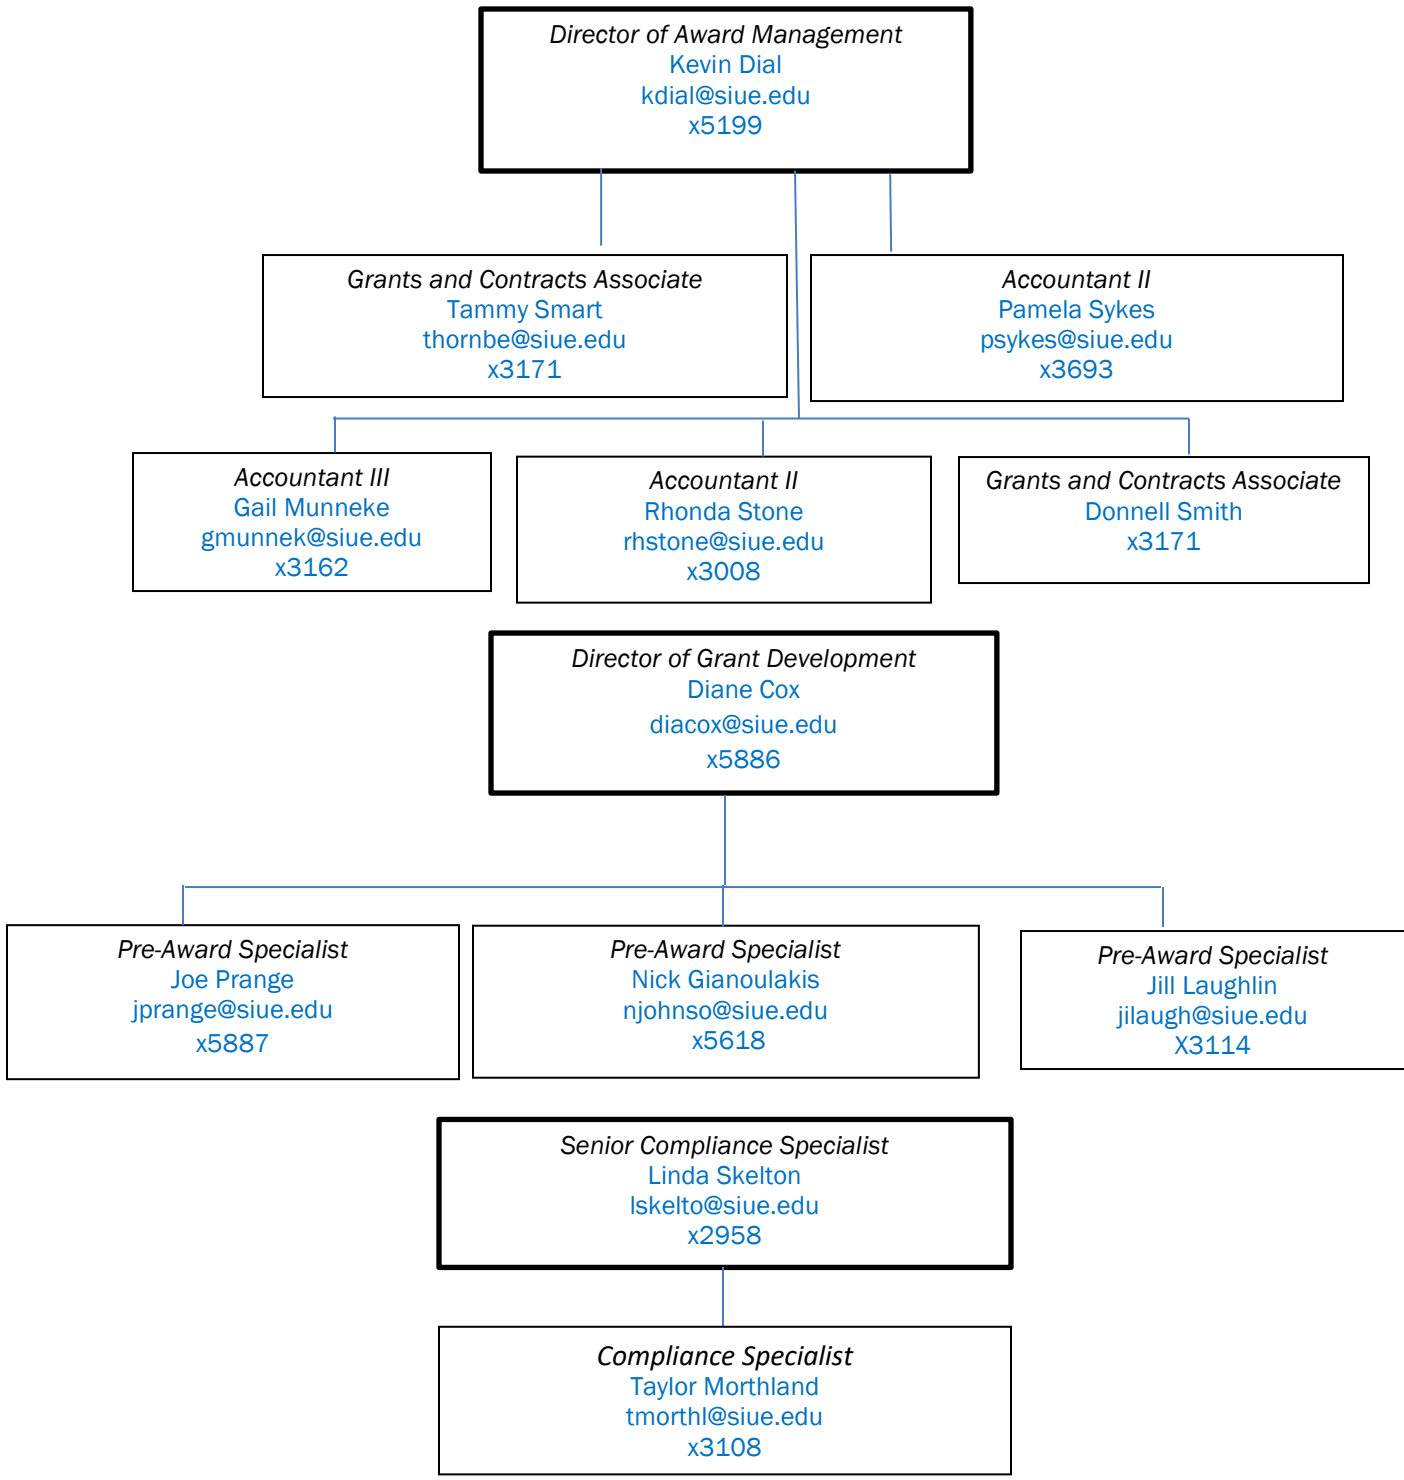 Director of Award Management
Kevin Dial
kdial@siue.edu
x5199
Grants and Contracts Associate
Tammy Smart
thornbe@siue.edu
x3171
Accountant II
Pamela Sykes
psykes@siue.edu
x3693
Accountant III
Gail Munneke
gmunnek@siue.edu
x3162
Accountant II
Rhonda Stone
rhstone@siue.edu
x3008
Grants and Contracts Associate
Donnell Smith
x3171
Director of Grant Development
Diane Cox
diacox@siue.edu
x5886
Pre-Award Specialist
Joe Prange
jprange@siue.edu
x5887
Pre-Award Specialist
Nick Gianoulakis
njohnso@siue.edu
x5618
Pre-Award Specialist
Jill Laughlin
jilaugh@siue.edu
X3114
Senior Compliance Specialist
Linda Skelton
lskelto@siue.edu
x2958
Compliance Specialist
Taylor Morthland
tmorthl@siue.edu
x3108